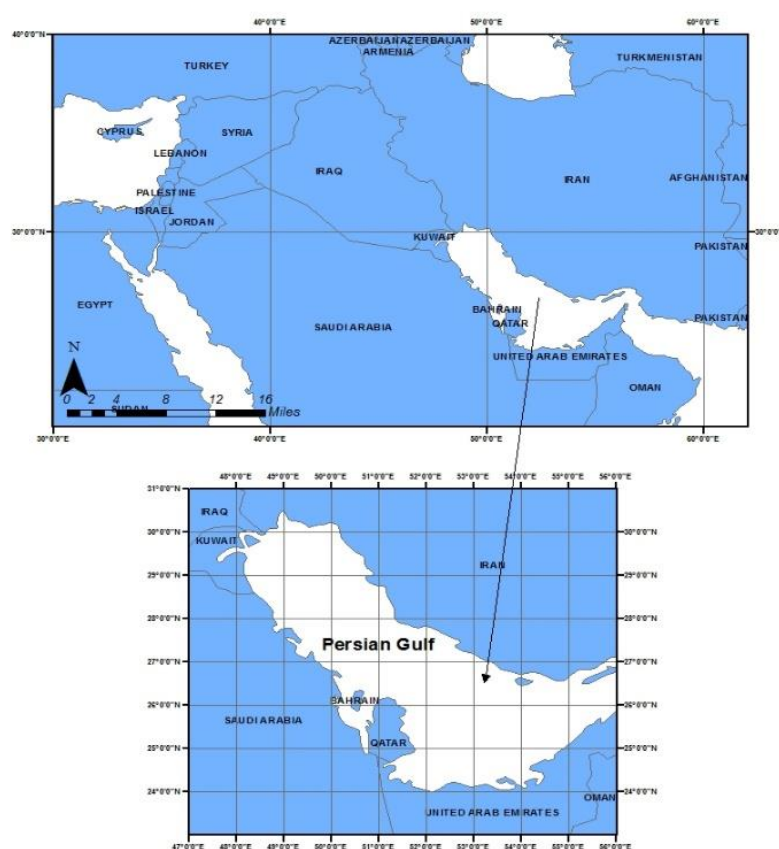 40°0'0"E 50°0'0"E 60°0'0"E
40°0'0"N
AZERBAIJAN AZERBAIJAN
ARMENIA
TURKMENISTAN
TURKEY
CYPRUS
SYRIA
LEBANON
IRAQ
IRAN
AFGHANISTAN
PALESTINE
ISRAEL
JORDAN
30°0'0"N
KUWAIT
PAKISTAN
EGYPT
BAHRAIN
QATAR
PAKISTAN
SAUDI ARABIA
N
UNITED ARAB EMIRATES
OMAN
0 2 4 8 12 16
Miles
SUDAN
30°0'0"E 40°0'0"E 50°0'0"E 60°0'0"E
48°0'0"E 49°0'0"E 50°0'0"E 51°0'0"E 52°0'0"E 53°0'0"E 54°0'0"E 55°0'0"E 56°0'0"E
31°0'0"N
IRAQ
30°0'0"N 30°0'0"N
KUWAIT
IRAN
29°0'0"N 29°0'0"N
28°0'0"N 28°0'0"N
Persian Gulf
27°0'0"N 27°0'0"N
BAHRAIN
26°0'0"N 26°0'0"N
SAUDI ARABIA
QATAR
25°0'0"N 25°0'0"N
24°0'0"N 24°0'0"N
OMAN
UNITED ARAB EMIRATES
47°0'0"E 48°0'0"E 49°0'0"E 50°0'0"E 51°0'0"E 52°0'0"E 53°0'0"E 54°0'0"E 55°0'0"E 56°0'0"E